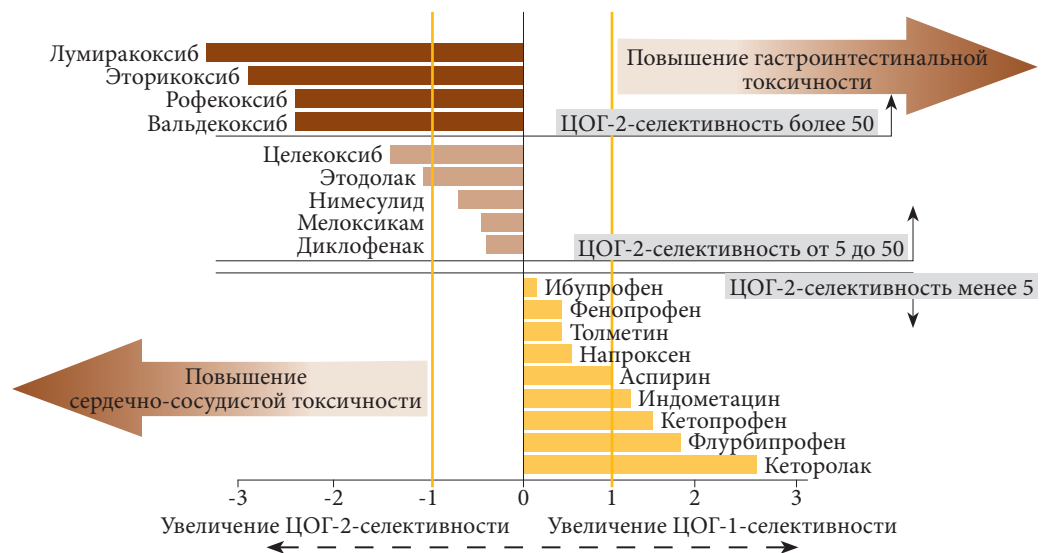 Лумиракоксиб
Эторикоксиб
Рофекоксиб
Вальдекоксиб
Повышение гастроинтестинальной
токсичности
ЦОГ-2-селективность более 50
Целекоксиб
Этодолак
Нимесулид
Мелоксикам
Диклофенак
ЦОГ-2-селективность от 5 до 50
ЦОГ-2-селективность менее 5
Ибупрофен
Фенопрофен
Толметин
Напроксен
Аспирин
Индометацин
Кетопрофен
Флурбипрофен
Кеторолак
Повышение
сердечно-сосудистой токсичности
-3 -2 -1 0 1 2 3
Увеличение ЦОГ-2-селективности
Увеличение ЦОГ-1-селективности